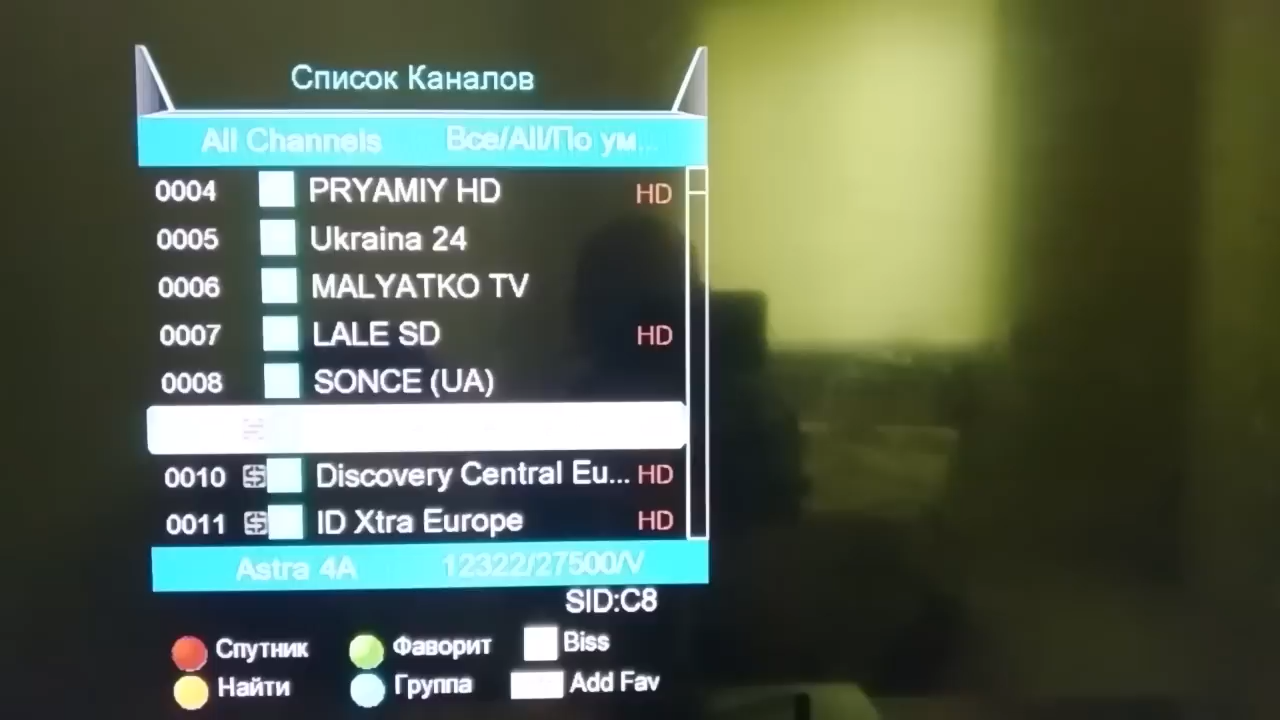 Список Каналов
All Channels Все/All/По ум...
0004 PRYAMIY HD HD
0005 Ukraina 24
0006 MALYATKO TV
0007 LALE SD HD
0008 SONCE (UA)
0010 $ Discovery Central Eu... HD
0011 $ ID Xtra Europe HD
Astra 4A 12322/27500/V
SID:C8
Спутник Фаворит Biss
Найти Группа Add Fav